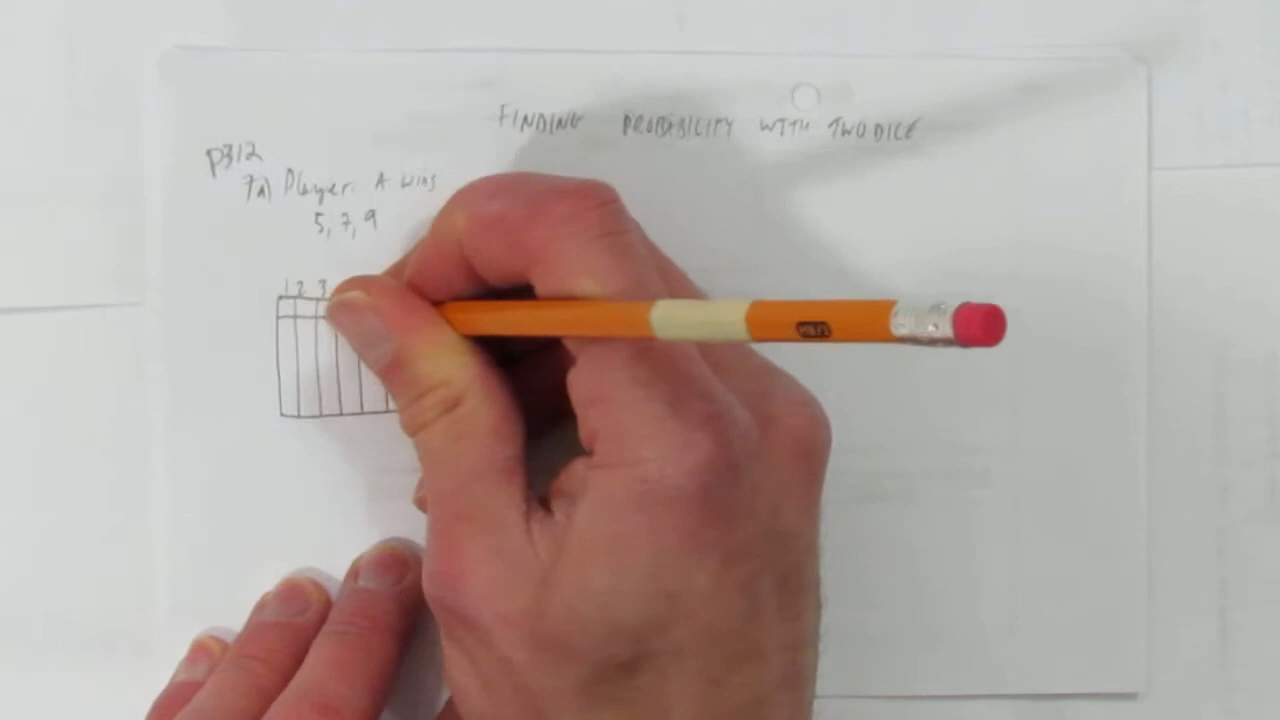 FINDING PROBABILITY WITH TWO DICE
p312
7a) Player A wins
5, 7, 9
1 2 3